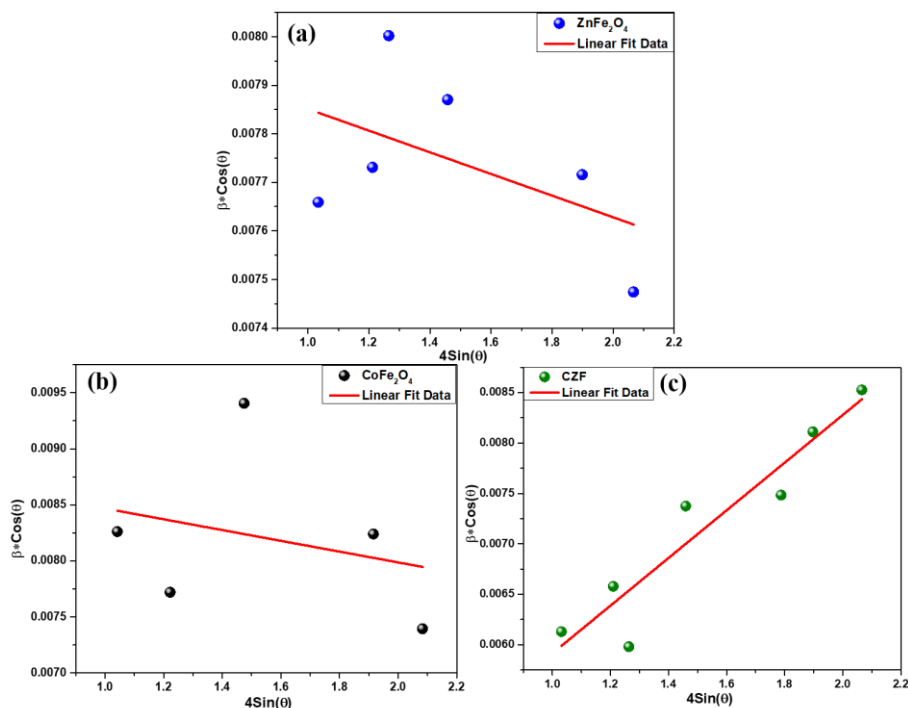 (a)
ZnFe₂O₄
Linear Fit Data
0.0080
0.0079
0.0078
0.0077
0.0076
0.0075
0.0074
β*Cos(θ)
1.0 1.2 1.4 1.6 1.8 2.0 2.2
4Sin(θ)
(b)
CoFe₂O₄
Linear Fit Data
0.0095
0.0090
0.0085
0.0080
0.0075
0.0070
β*Cos(θ)
1.0 1.2 1.4 1.6 1.8 2.0 2.2
4Sin(θ)
(c)
CZF
Linear Fit Data
0.0085
0.0080
0.0075
0.0070
0.0065
0.0060
β*Cos(θ)
1.0 1.2 1.4 1.6 1.8 2.0 2.2
4Sin(θ)